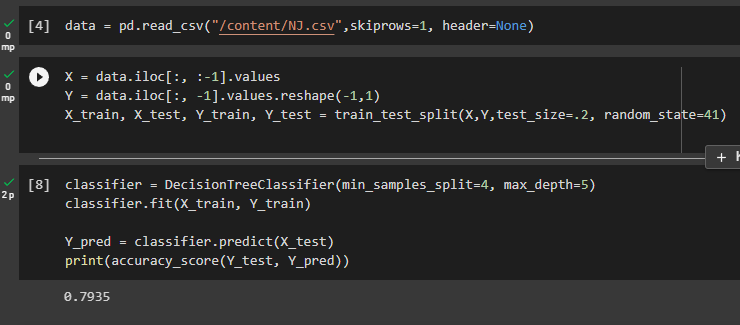 [4] data = pd.read_csv("/content/NJ.csv",skiprows=1, header=None)
0
mp
X = data.iloc[:, :-1].values
0
mp
Y = data.iloc[:, -1].values.reshape(-1,1)
X_train, X_test, Y_train, Y_test = train_test_split(X,Y,test_size=.2, random_state=41)
+
[8] classifier = DecisionTreeClassifier(min_samples_split=4, max_depth=5)
2 p
classifier.fit(X_train, Y_train)
Y_pred = classifier.predict(X_test)
print(accuracy_score(Y_test, Y_pred))
0.7935